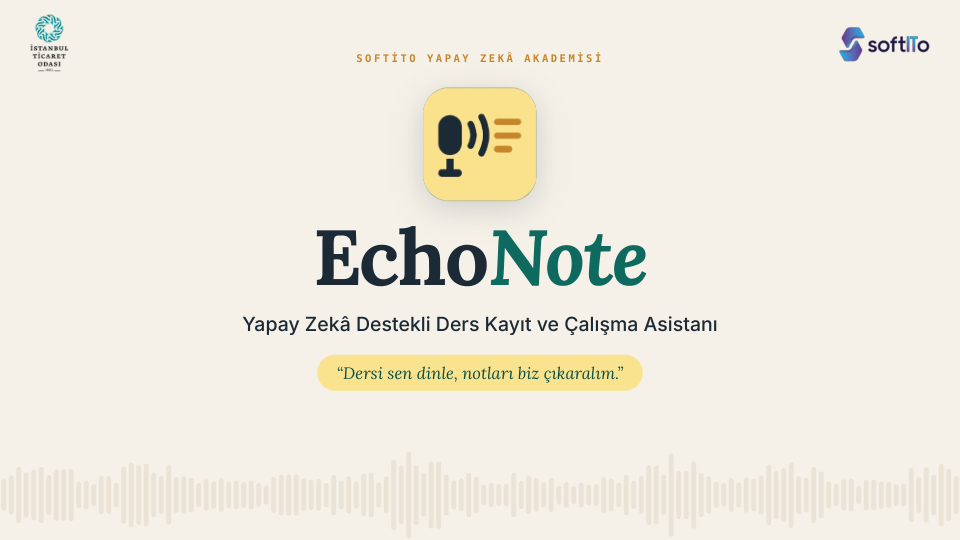 İSTANBUL
TİCARET
ODASI
SOFTİTO YAPAY ZEKÂ AKADEMİSİ
softITo
EchoNote
Yapay Zekâ Destekli Ders Kayıt ve Çalışma Asistanı
“Dersi sen dinle, notları biz çıkaralım.”